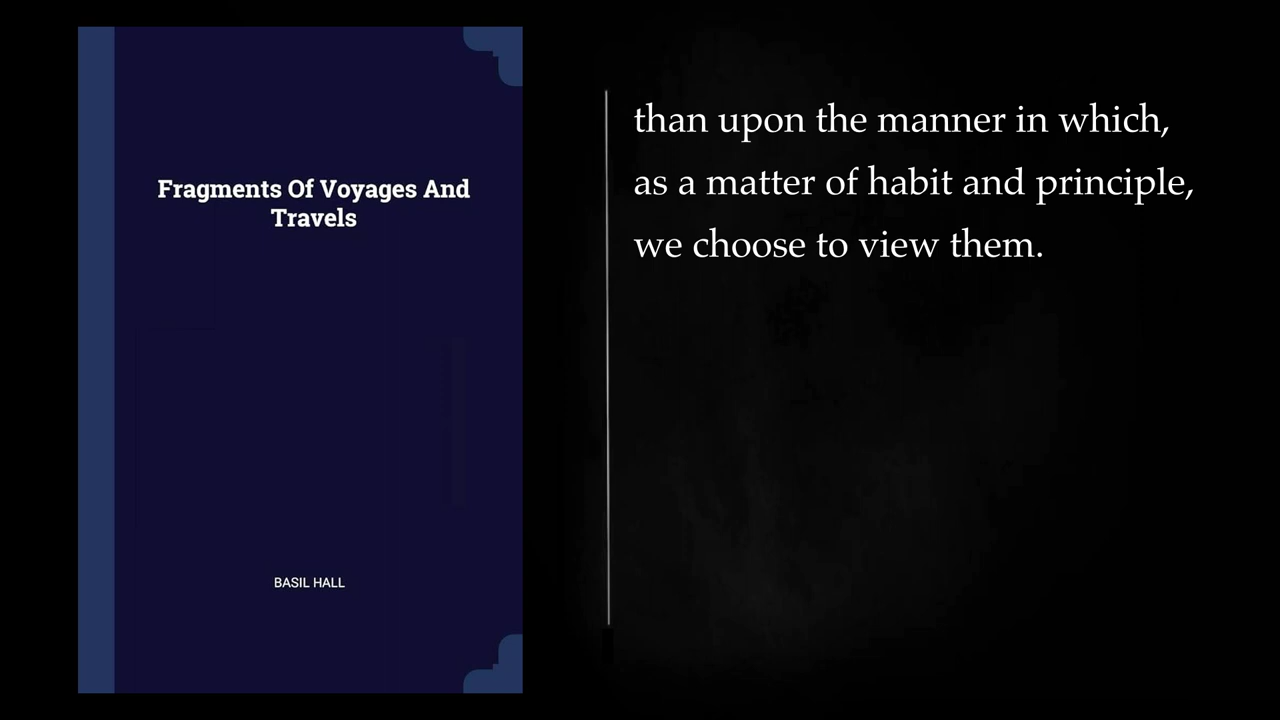 Fragments Of Voyages And
Travels
BASIL HALL
than upon the manner in which,
as a matter of habit and principle,
we choose to view them.